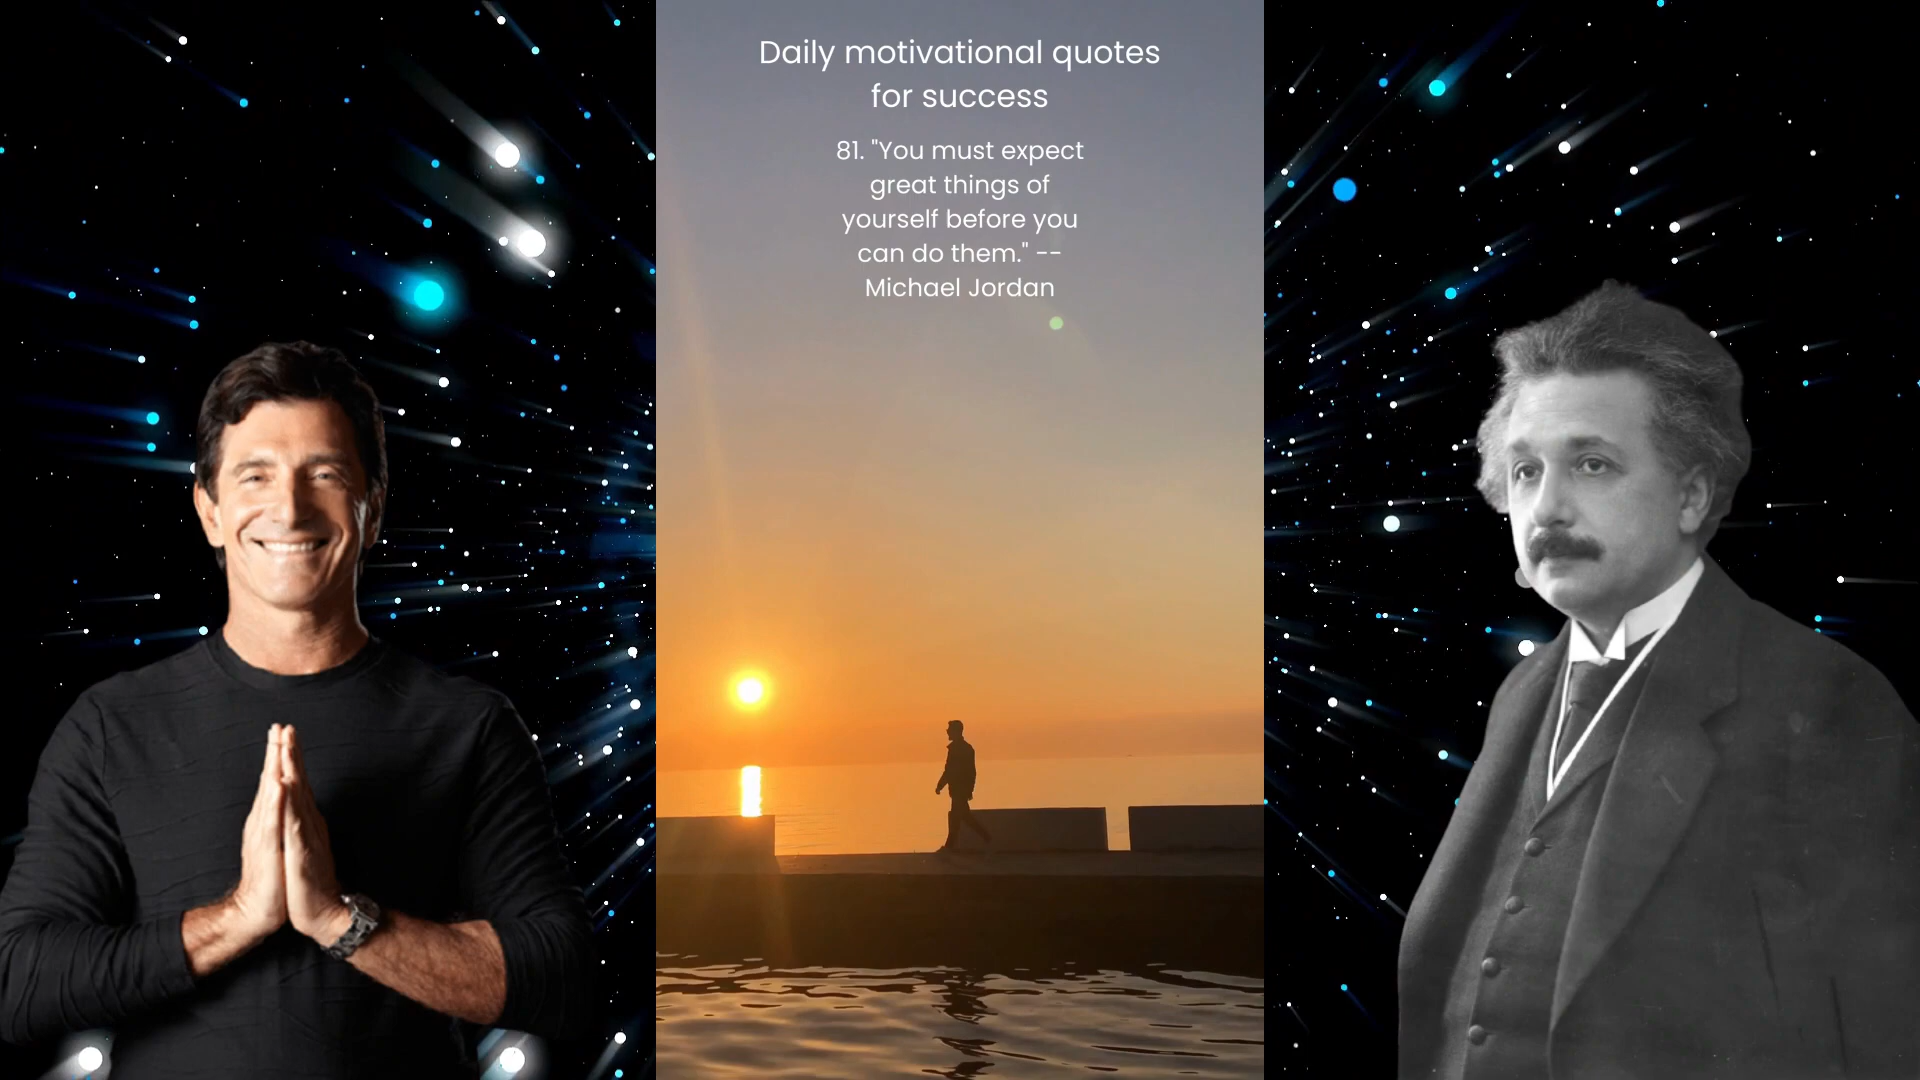 Daily motivational quotes
for success
81. "You must expect
great things of
yourself before you
can do them." --
Michael Jordan